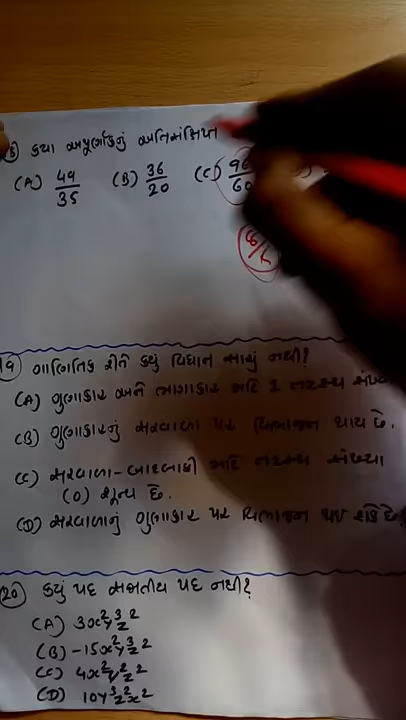 કયા અપૂર્ણાંકનું અતિસંક્ષિપ્ત
(A) 49/35 (B) 36/20 (C) 96/60
8/5
19 ગાણિતિક રીતે કયું વિધાન સાચું નથી?
(A) ગુણાકાર અને ભાગાકાર માટે 1 તટસ્થ સંખ્યા
(B) ગુણાકારનું સરવાળા પર વિભાજન થાય છે.
(C) સરવાળા-બાદબાકી માટે તટસ્થ સંખ્યા
(0) શૂન્ય છે.
(D) સરવાળાનું ગુણાકાર પર વિભાજન થઈ શકે છે.
20 કયું પદ સજાતીય પદ નથી?
(A) 3x²y³z²
(B) -15x²y³z²
(C) 4x²y²z²
(D) 10y³z²x²